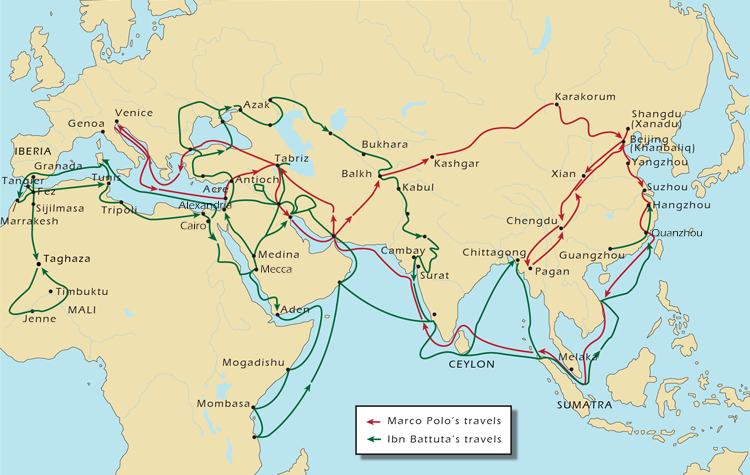 Venice
Genoa
IBERIA
Granada
Tangier
Fez
Tunis
Sijilmasa
Marrakesh
Tripoli
Taghaza
Timbuktu
MALI
Jenne
Azak
Tabriz
Antioch
Acre
Alexandria
Cairo
Medina
Mecca
Aden
Mogadishu
Mombasa
Bukhara
Balkh
Kabul
Kashgar
Cambay
Surat
Chittagong
CEYLON
Karakorum
Shangdu
(Xanadu)
Beijing
(Khanbaliq)
Yangzhou
Xian
Suzhou
Hangzhou
Chengdu
Quanzhou
Guangzhou
Pagan
Melaka
SUMATRA
Marco Polo's travels
Ibn Battuta's travels